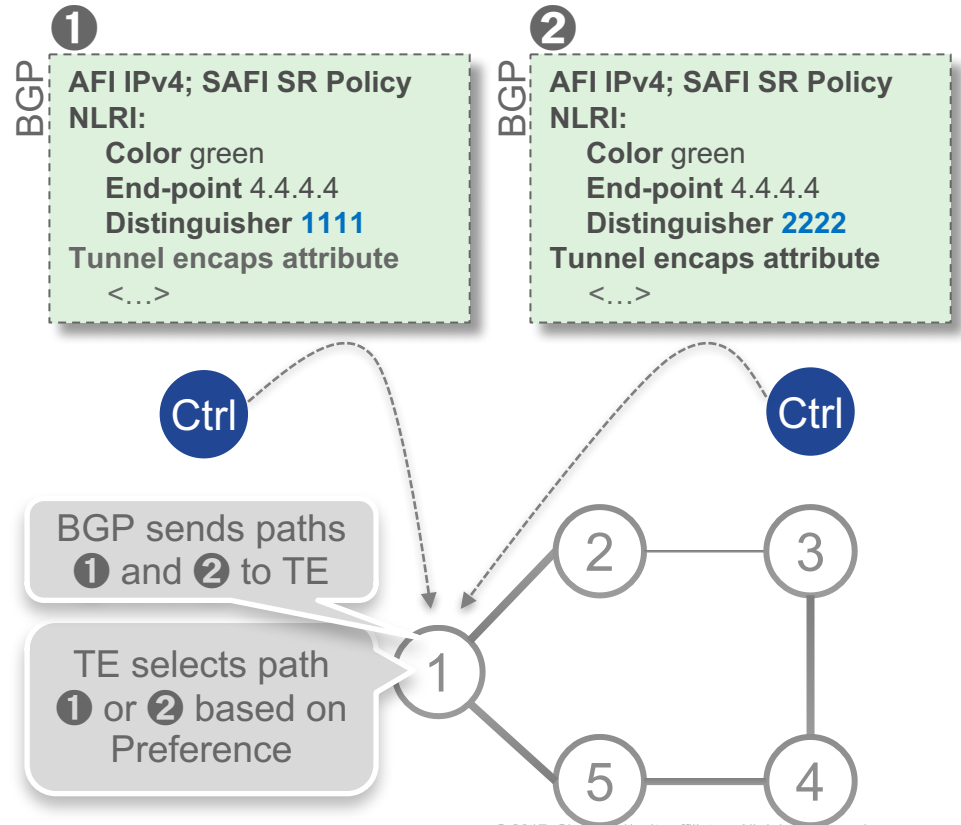 ❶
BGP
AFI IPv4; SAFI SR Policy
NLRI:
Color green
End-point 4.4.4.4
Distinguisher 1111
Tunnel encaps attribute
<...>
❷
BGP
AFI IPv4; SAFI SR Policy
NLRI:
Color green
End-point 4.4.4.4
Distinguisher 2222
Tunnel encaps attribute
<...>
Ctrl
Ctrl
BGP sends paths
❶ and ❷ to TE
TE selects path
❶ or ❷ based on
Preference
1
2
3
5
4